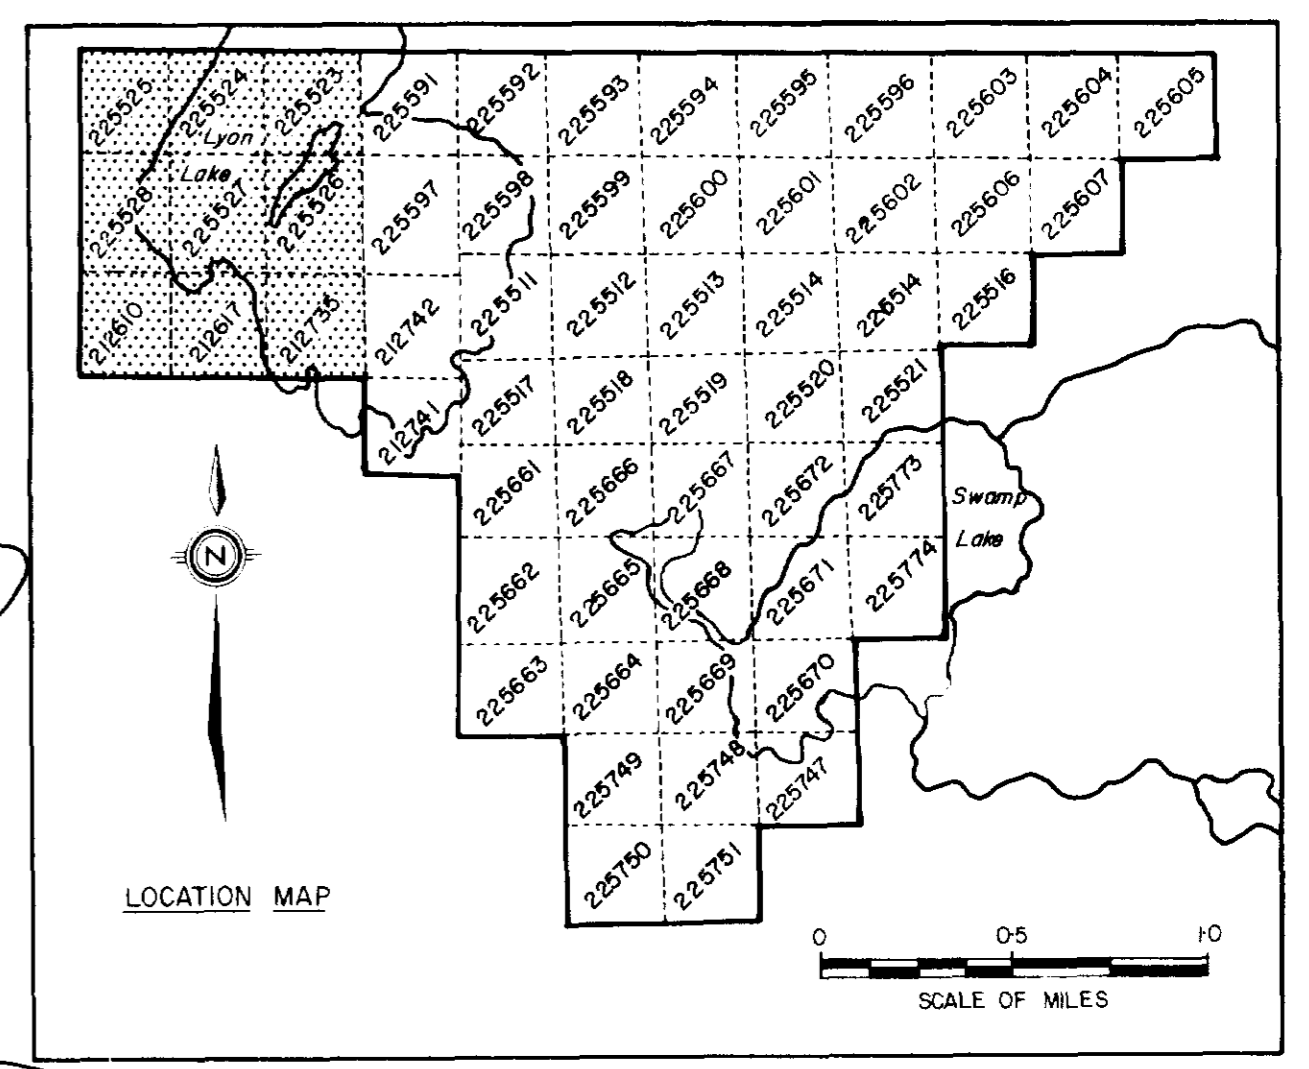 225525 225524 225523 225591 225592 225593 225594 225595 225596 225603 225604 225605
Lyon
Lake
225528 225527 225526 225597 225598 225599 225600 225601 225602 225606 225607
212610 212617 212735 212742 225511 225512 225513 225514 225514 225516
212741 225517 225518 225519 225520 225521
225661 225666 225667 225672 225773
Swamp
Lake
N
225662 225665 225668 225671 225774
225663 225664 225669 225670
225749 225748 225747
225750 225751
LOCATION MAP
0 0·5 1·0
SCALE OF MILES